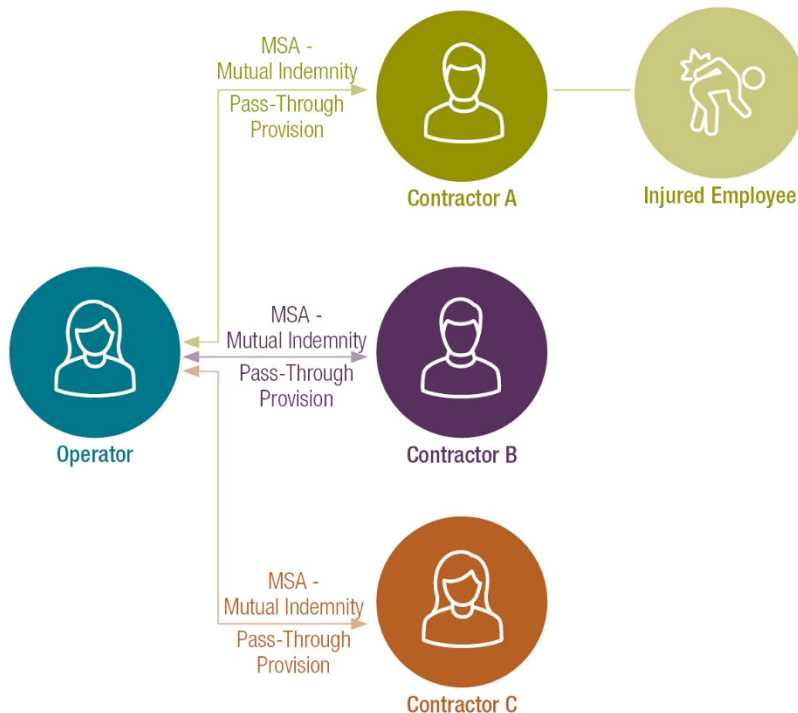 MSA -
Mutual Indemnity
Pass-Through
Provision
Contractor A
Injured Employee
MSA -
Mutual Indemnity
Pass-Through
Provision
Operator
Contractor B
MSA -
Mutual Indemnity
Pass-Through
Provision
Contractor C